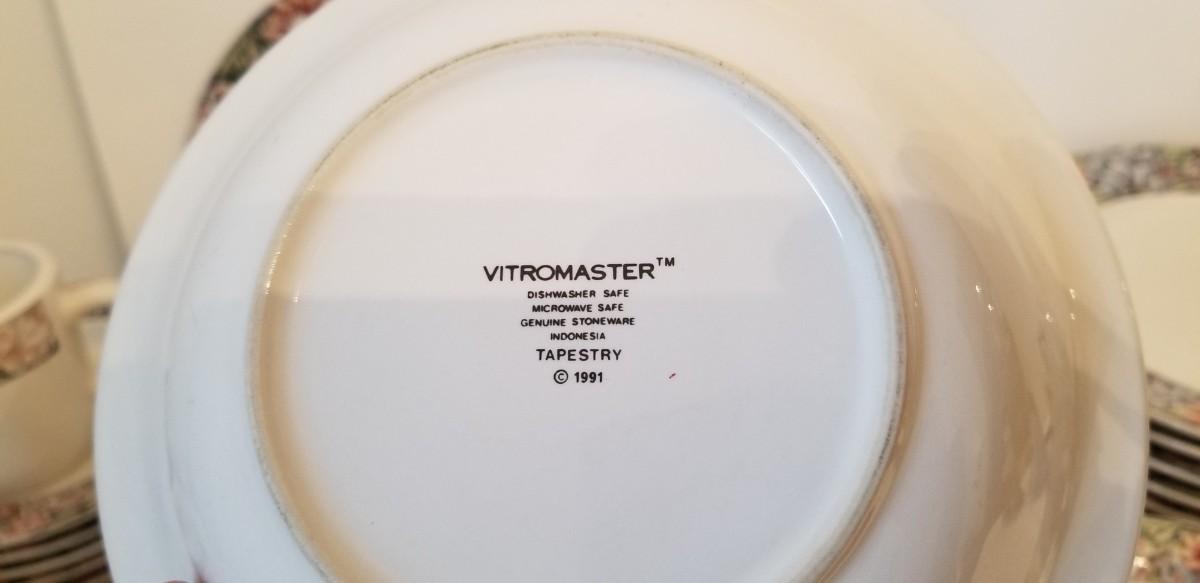 VITROMASTER™
DISHWASHER SAFE
MICROWAVE SAFE
GENUINE STONEWARE
INDONESIA
TAPESTRY
© 1991